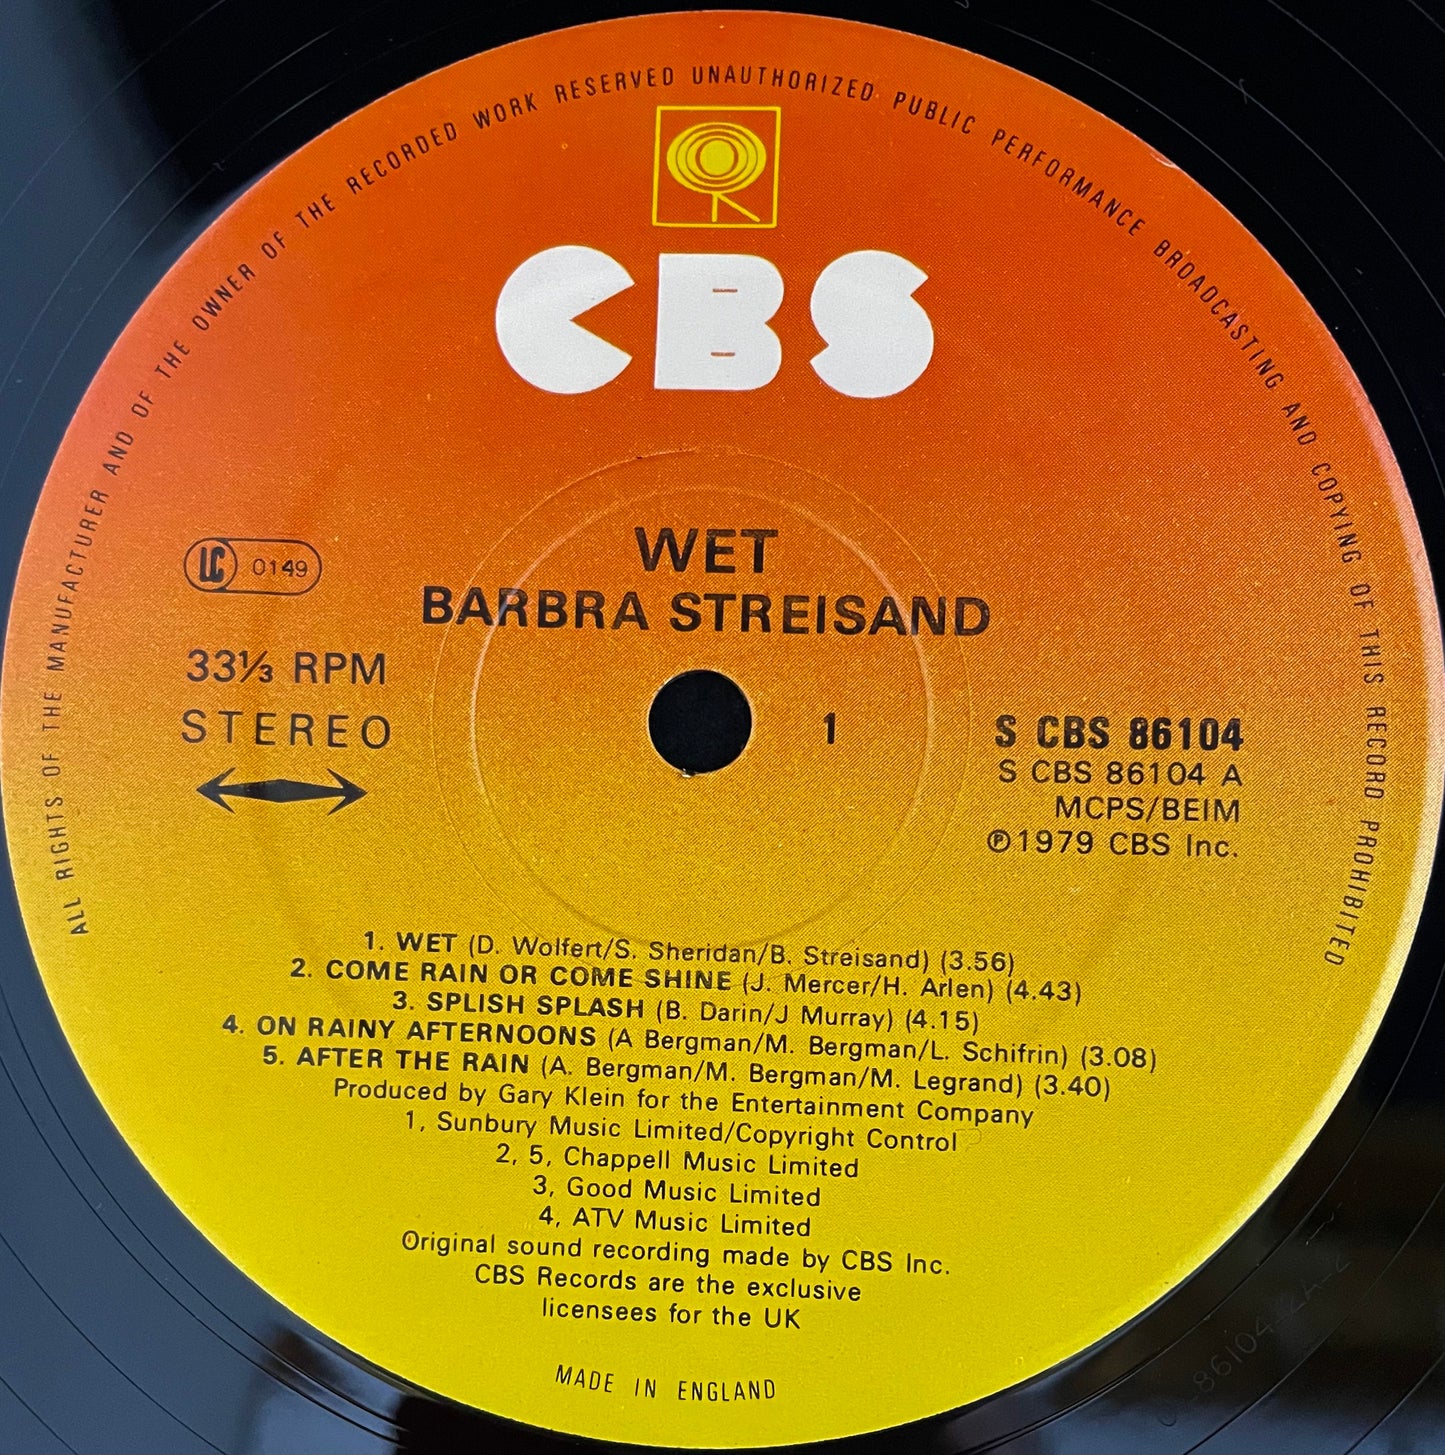 ALL RIGHTS OF THE MANUFACTURER AND OF THE OWNER OF THE RECORDED WORK RESERVED UNAUTHORIZED PUBLIC PERFORMANCE BROADCASTING AND COPYING OF THIS RECORD PROHIBITED
CBS
WET
BARBRA STREISAND
LC 0149
33⅓ RPM
STEREO
1
S CBS 86104
S CBS 86104 A
MCPS/BEIM
℗1979 CBS Inc.
1. WET (D. Wolfert/S. Sheridan/B. Streisand) (3.56)
2. COME RAIN OR COME SHINE (J. Mercer/H. Arlen) (4.43)
3. SPLISH SPLASH (B. Darin/J Murray) (4.15)
4. ON RAINY AFTERNOONS (A Bergman/M. Bergman/L. Schifrin) (3.08)
5. AFTER THE RAIN (A. Bergman/M. Bergman/M. Legrand) (3.40)
Produced by Gary Klein for the Entertainment Company
1, Sunbury Music Limited/Copyright Control
2, 5, Chappell Music Limited
3, Good Music Limited
4, ATV Music Limited
Original sound recording made by CBS Inc.
CBS Records are the exclusive
licensees for the UK
MADE IN ENGLAND